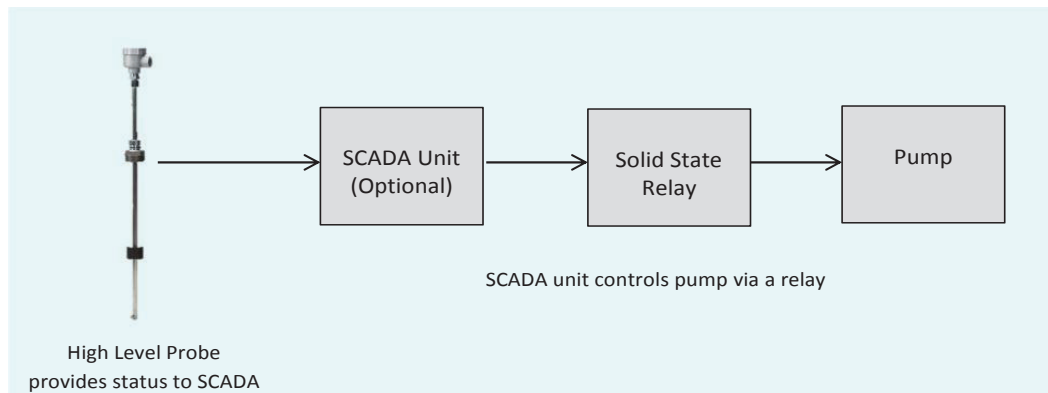 SCADA Unit
(Optional)
Solid State
Relay
Pump
SCADA unit controls pump via a relay
High Level Probe
provides status to SCADA